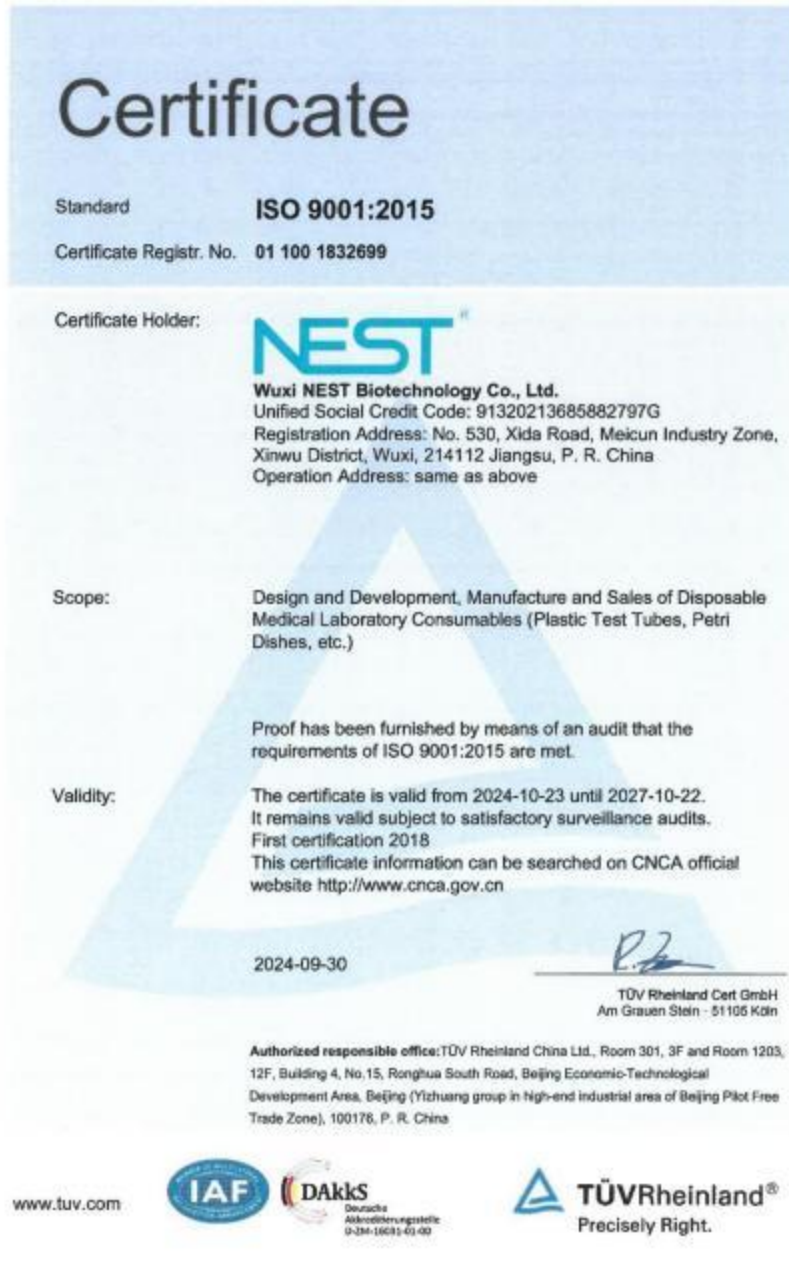 Certificate
Standard ISO 9001:2015
Certificate Registr. No. 01 100 1832699
Certificate Holder:
NEST®
Wuxi NEST Biotechnology Co., Ltd.
Unified Social Credit Code: 91320213685882797G
Registration Address: No. 530, Xida Road, Meicun Industry Zone,
Xinwu District, Wuxi, 214112 Jiangsu, P. R. China
Operation Address: same as above
Scope: Design and Development, Manufacture and Sales of Disposable
Medical Laboratory Consumables (Plastic Test Tubes, Petri
Dishes, etc.)
Proof has been furnished by means of an audit that the
requirements of ISO 9001:2015 are met.
Validity: The certificate is valid from 2024-10-23 until 2027-10-22.
It remains valid subject to satisfactory surveillance audits.
First certification 2018
This certificate information can be searched on CNCA official
website http://www.cnca.gov.cn
2024-09-30
TÜV Rheinland Cert GmbH
Am Grauen Stein · 51105 Köln
Authorized responsible office:TÜV Rheinland China Ltd., Room 301, 3F and Room 1203,
12F, Building 4, No.15, Ronghua South Road, Beijing Economic-Technological
Development Area, Beijing (Yizhuang group in high-end industrial area of Beijing Pilot Free
Trade Zone), 100176, P. R. China
www.tuv.com
IAF
DAkkS
Deutsche
Akkreditierungsstelle
D-ZM-16031-01-00
TÜVRheinland®
Precisely Right.